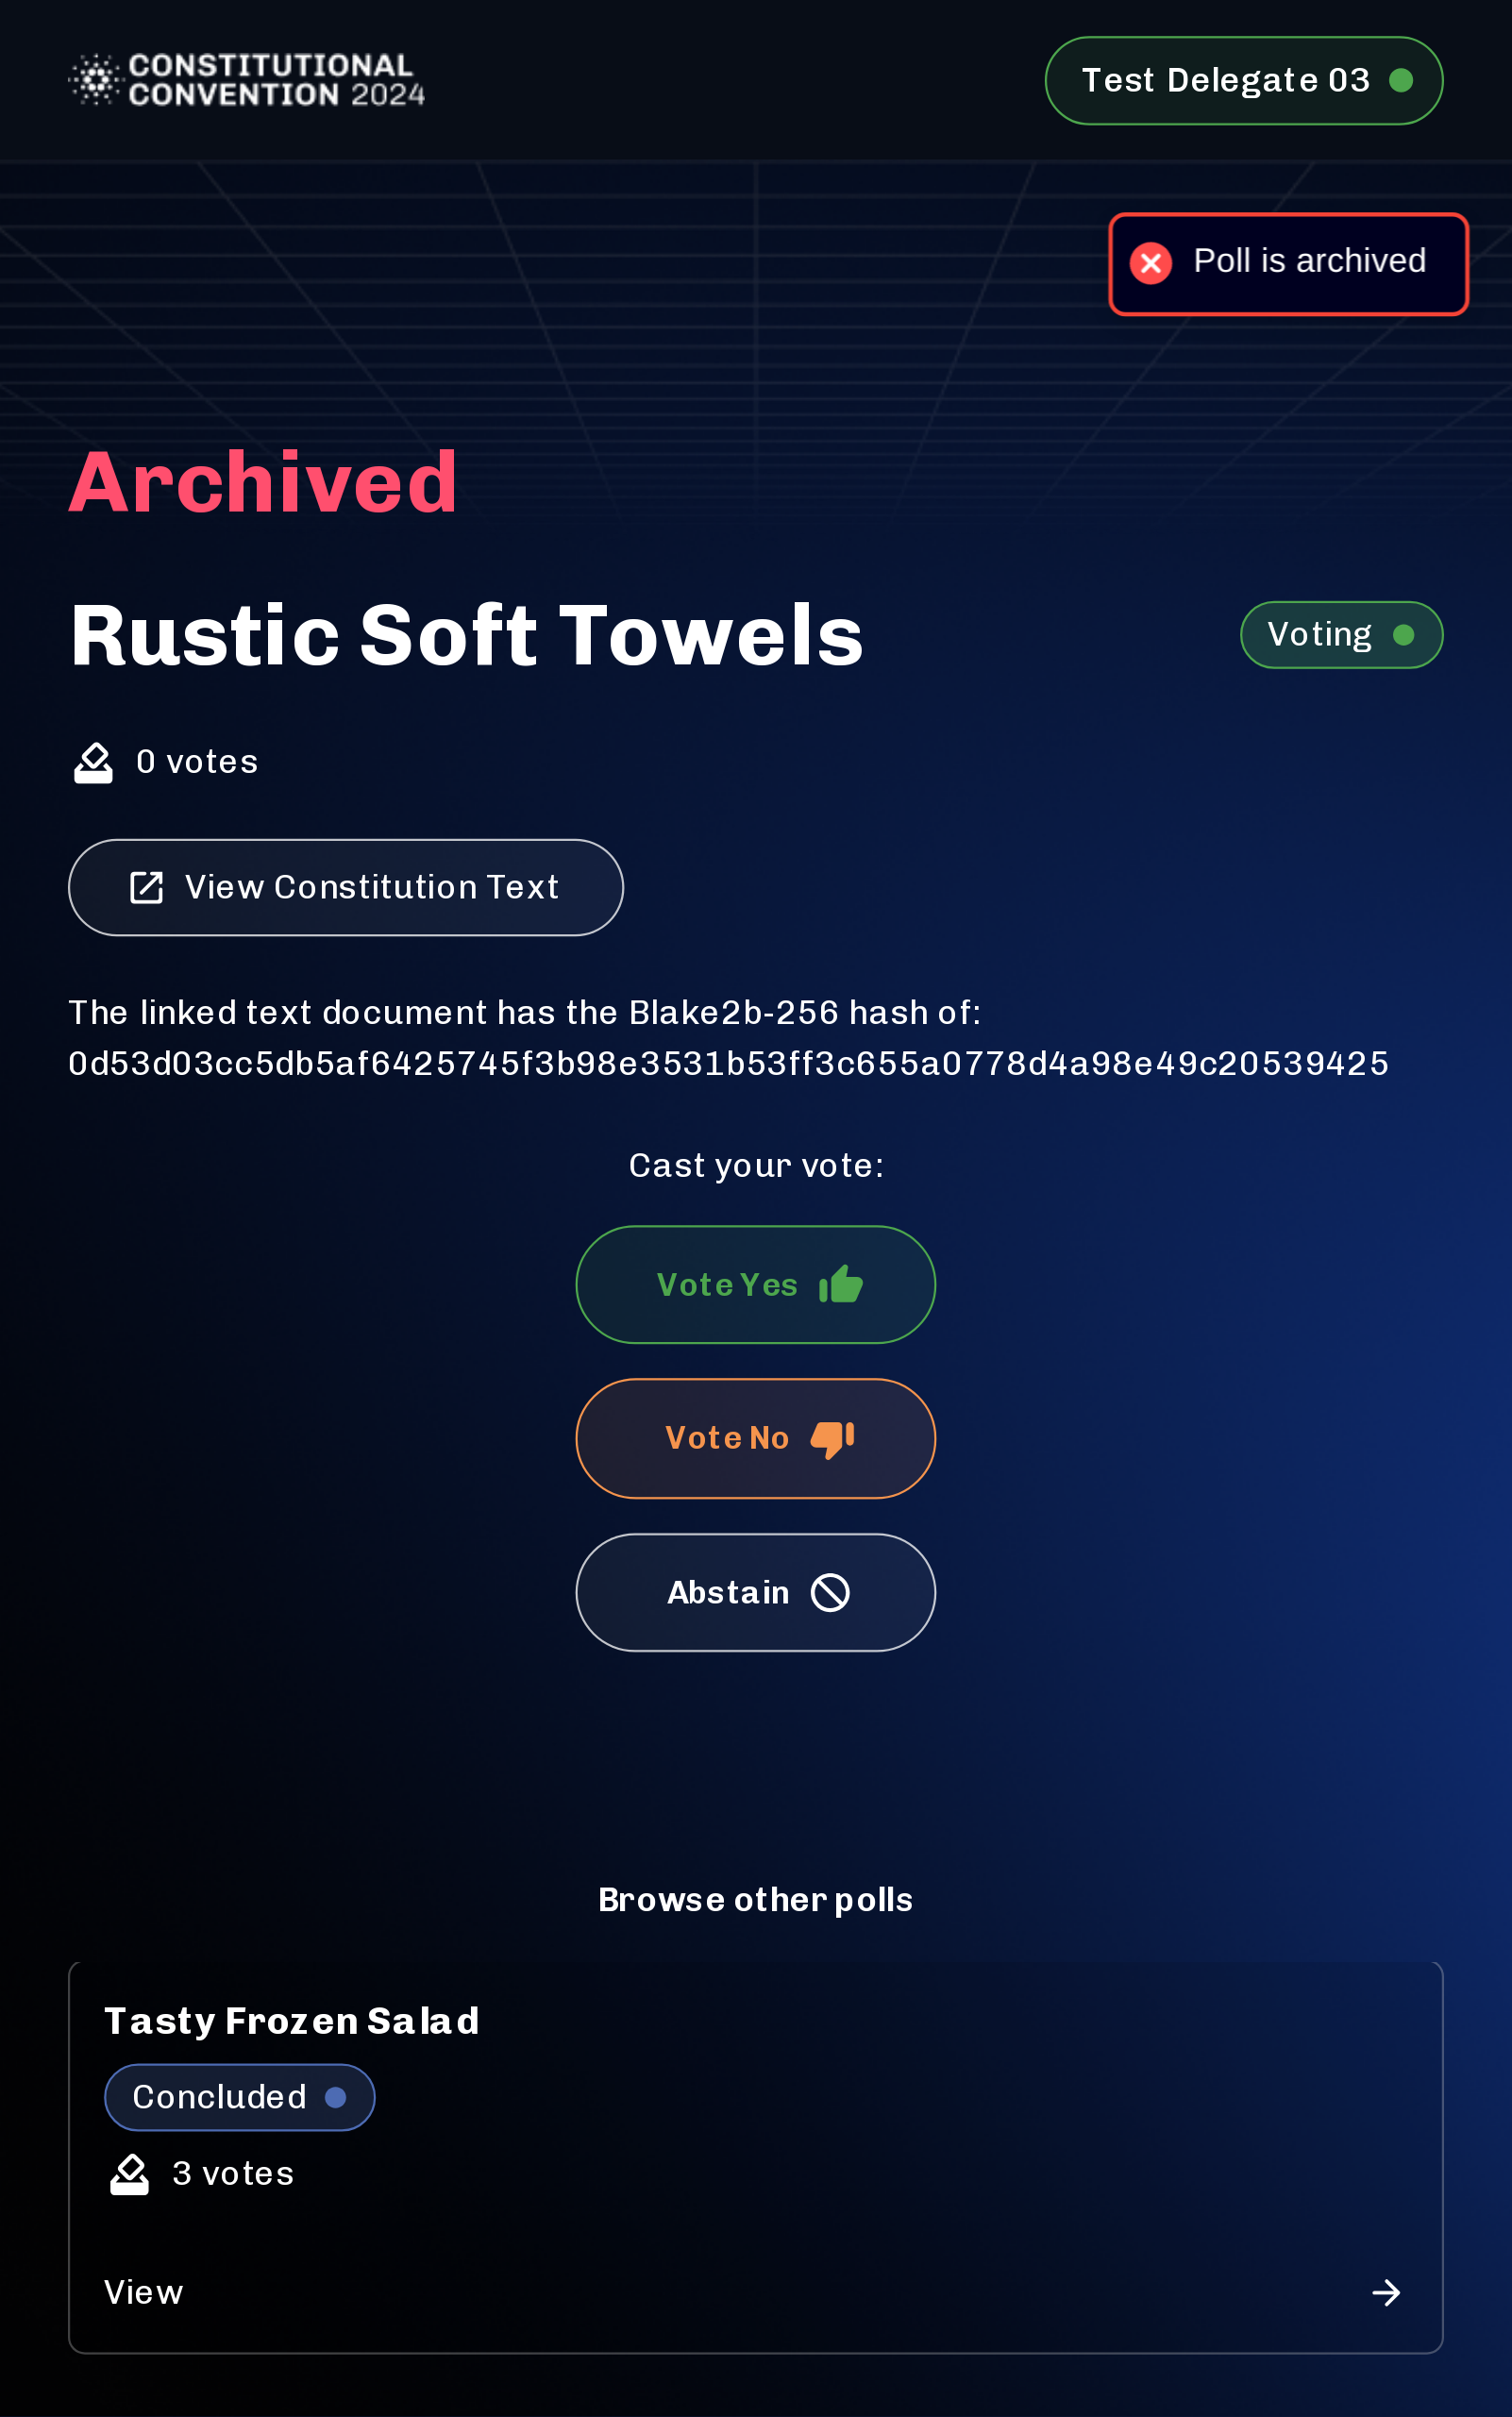 CONSTITUTIONAL
CONVENTION 2024
Test Delegate 03
Poll is archived
Archived
Rustic Soft Towels
Voting
0 votes
View Constitution Text
The linked text document has the Blake2b-256 hash of:
0d53d03cc5db5af6425745f3b98e3531b53ff3c655a0778d4a98e49c20539425
Cast your vote:
Vote Yes
Vote No
Abstain
Browse other polls
Tasty Frozen Salad
Concluded
3 votes
View